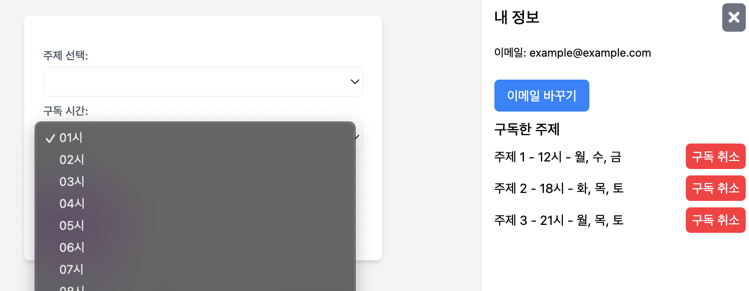 주제 선택:
구독 시간:
01시
02시
03시
04시
05시
06시
07시
08시
내 정보
이메일: example@example.com
이메일 바꾸기
구독한 주제
주제 1 - 12시 - 월, 수, 금
구독 취소
주제 2 - 18시 - 화, 목, 토
구독 취소
주제 3 - 21시 - 월, 목, 토
구독 취소